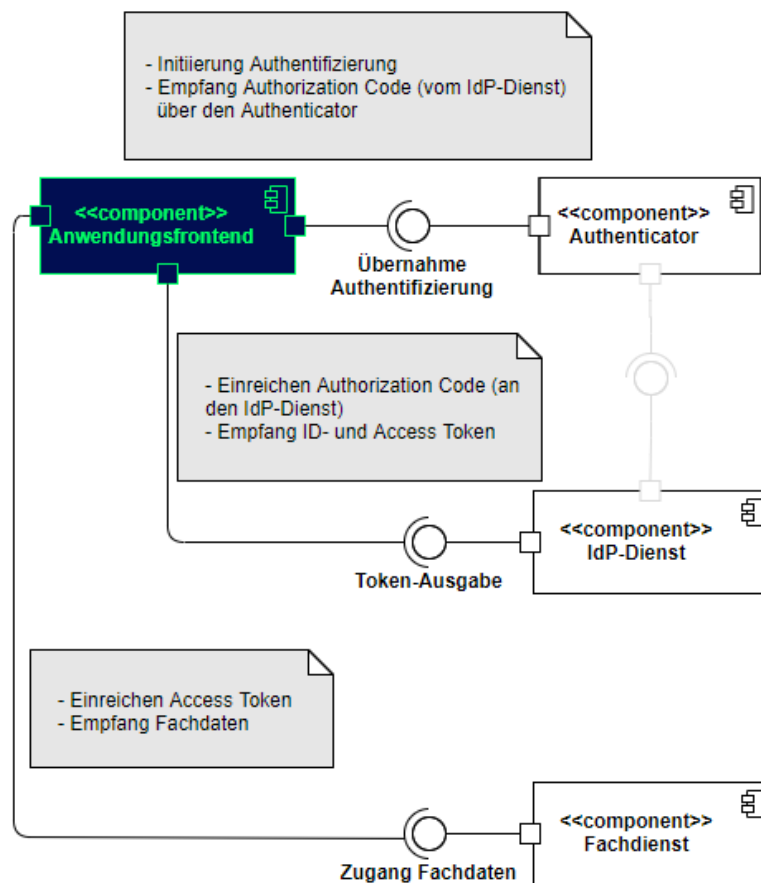 - Initiierung Authentifizierung
- Empfang Authorization Code (vom IdP-Dienst)
über den Authenticator
<<component>>
Anwendungsfrontend
<<component>>
Authenticator
Übernahme
Authentifizierung
- Einreichen Authorization Code (an
den IdP-Dienst)
- Empfang ID- und Access Token
<<component>>
IdP-Dienst
Token-Ausgabe
- Einreichen Access Token
- Empfang Fachdaten
<<component>>
Fachdienst
Zugang Fachdaten